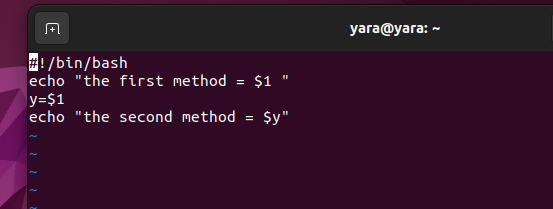 yara@yara: ~
#!/bin/bash
echo "the first method = $1 "
y=$1
echo "the second method = $y"
~
~
~
~